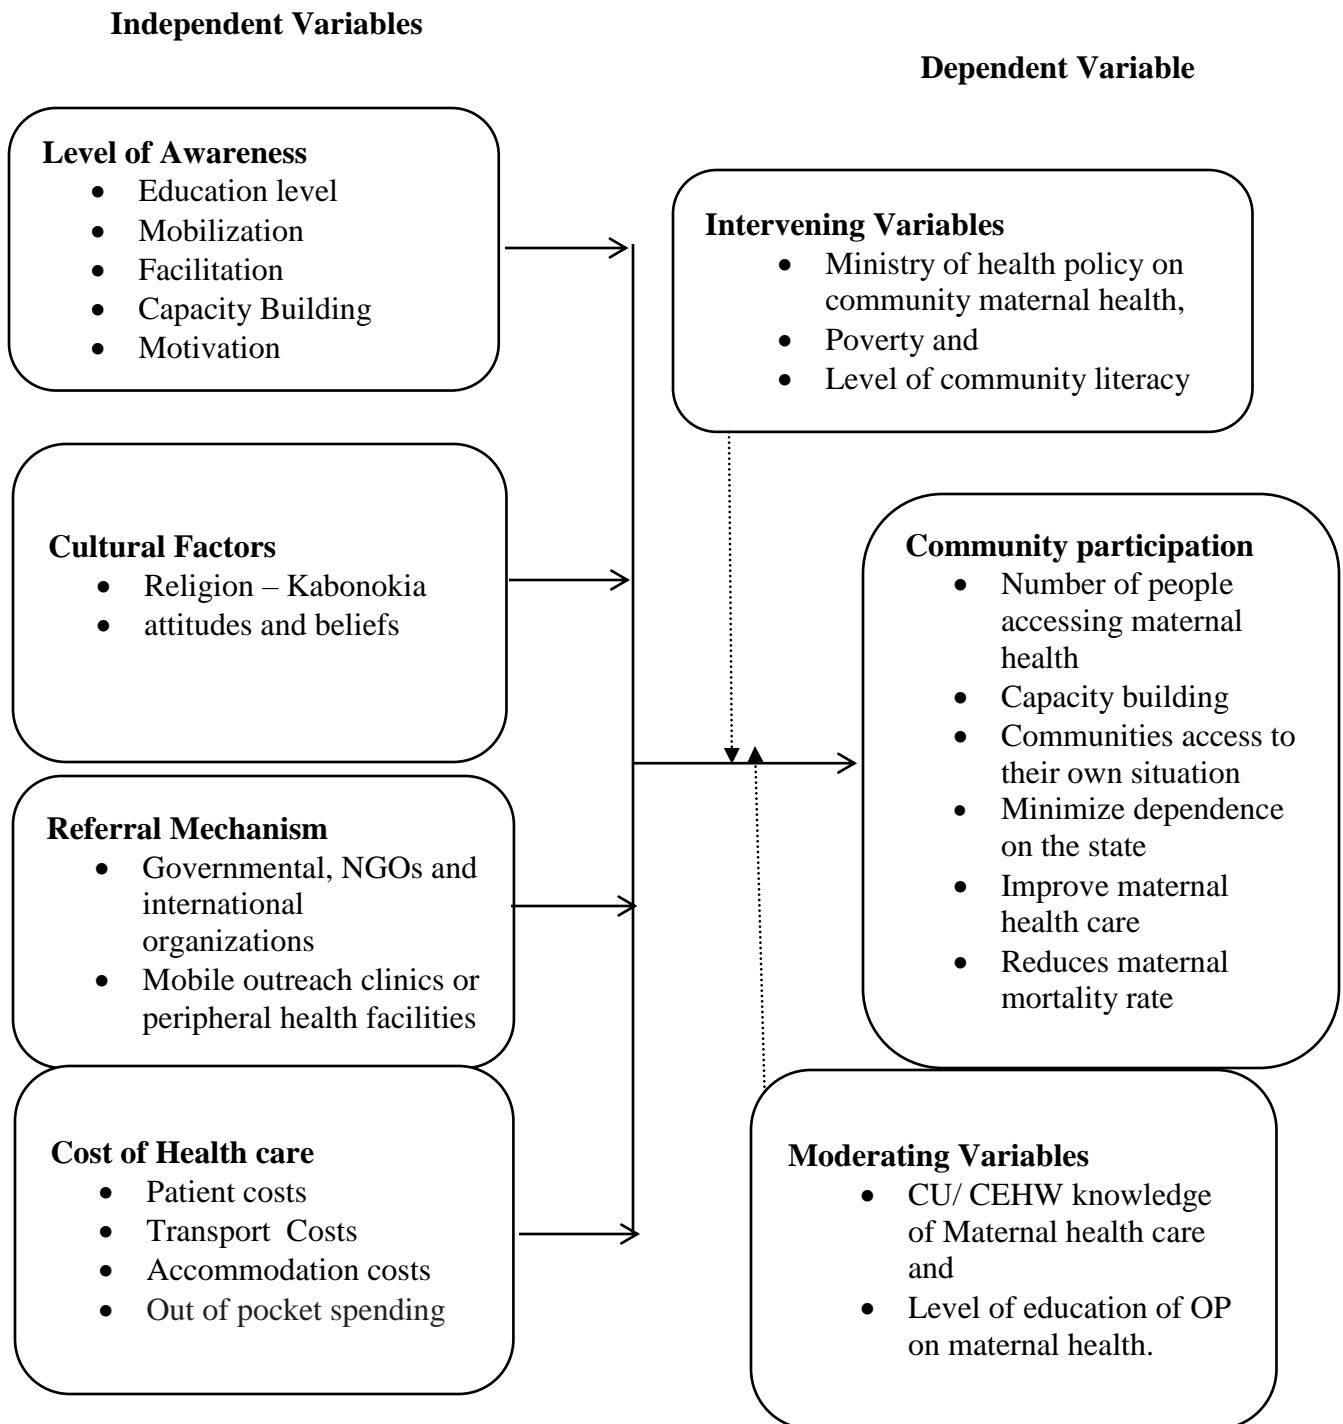 Independent Variables
Dependent Variable
Level of Awareness
• Education level
• Mobilization
• Facilitation
• Capacity Building
• Motivation
Intervening Variables
• Ministry of health policy on
community maternal health,
• Poverty and
• Level of community literacy
Cultural Factors
• Religion – Kabonokia
• attitudes and beliefs
Community participation
• Number of people
accessing maternal
health
• Capacity building
• Communities access to
their own situation
• Minimize dependence
on the state
• Improve maternal
health care
• Reduces maternal
mortality rate
Referral Mechanism
• Governmental, NGOs and
international
organizations
• Mobile outreach clinics or
peripheral health facilities
Cost of Health care
• Patient costs
• Transport  Costs
• Accommodation costs
• Out of pocket spending
Moderating Variables
• CU/ CEHW knowledge
of Maternal health care
and
• Level of education of OP
on maternal health.